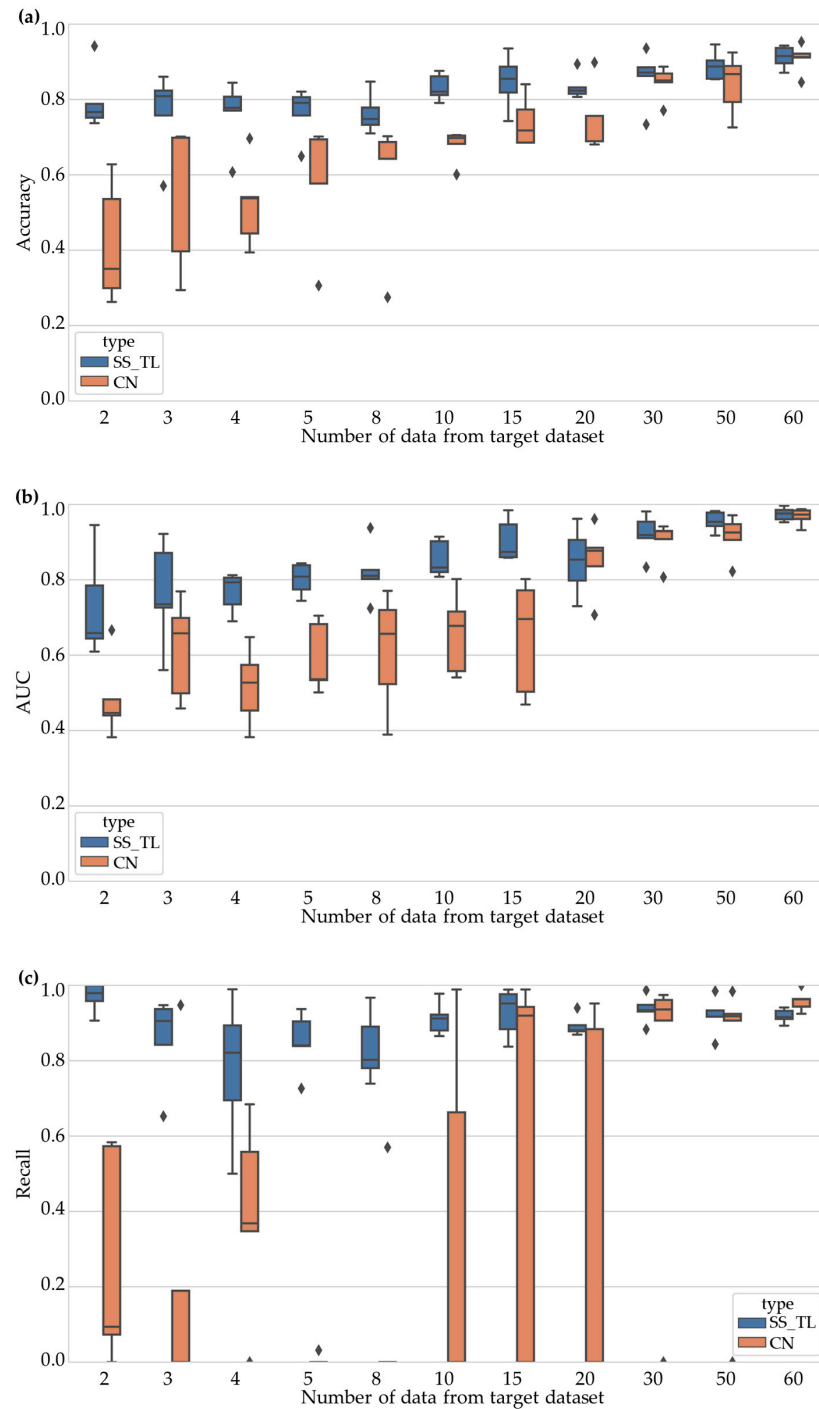 (a)
1.0
0.8
0.6
0.4
0.2
0.0
Accuracy
type
SS_TL
CN
2 3 4 5 8 10 15 20 30 50 60
Number of data from target dataset
(b)
1.0
0.8
0.6
0.4
0.2
0.0
AUC
type
SS_TL
CN
2 3 4 5 8 10 15 20 30 50 60
Number of data from target dataset
(c)
1.0
0.8
0.6
0.4
0.2
0.0
Recall
type
SS_TL
CN
2 3 4 5 8 10 15 20 30 50 60
Number of data from target dataset